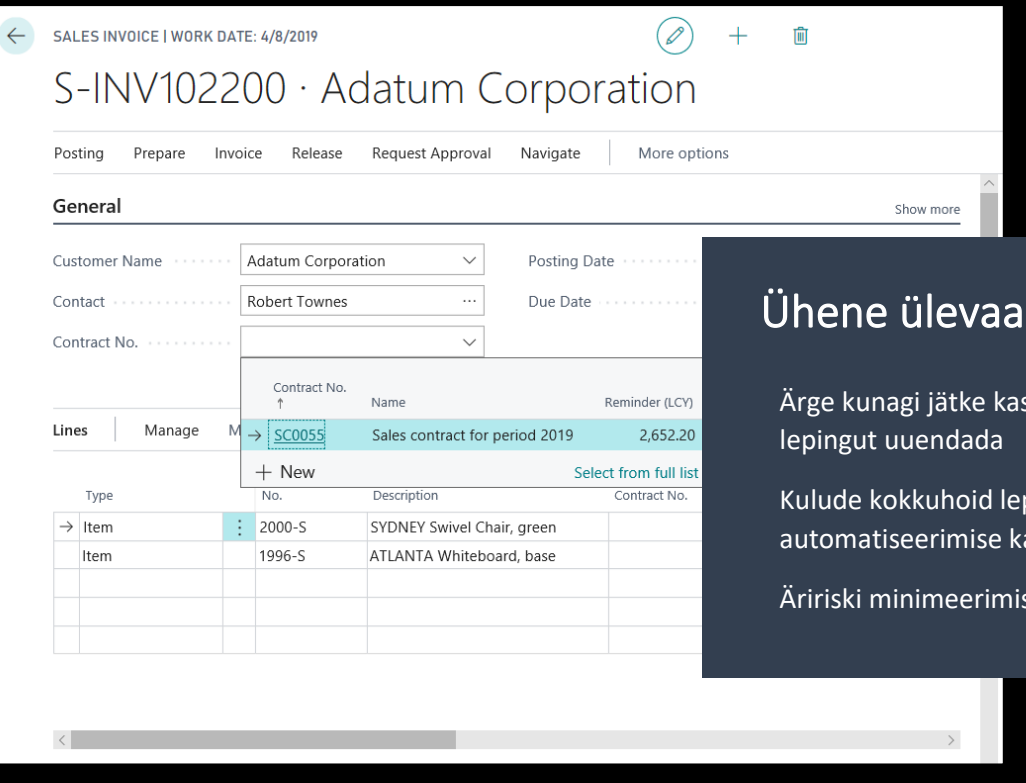 SALES INVOICE | WORK DATE: 4/8/2019
S-INV102200 · Adatum Corporation
Posting Prepare Invoice Release Request Approval Navigate More options
General Show more
Customer Name Adatum Corporation Posting Date
Contact Robert Townes Due Date
Contract No.
Contract No. Name Reminder (LCY)
SC0055 Sales contract for period 2019 2,652.20
+ New Select from full list
Lines Manage M
Type No. Description Contract No.
Item 2000-S SYDNEY Swivel Chair, green
Item 1996-S ATLANTA Whiteboard, base
Ühene ülevaa
Ärge kunagi jätke kas
lepingut uuendada
Kulude kokkuhoid lep
automatiseerimise ka
Äririski minimeerimis